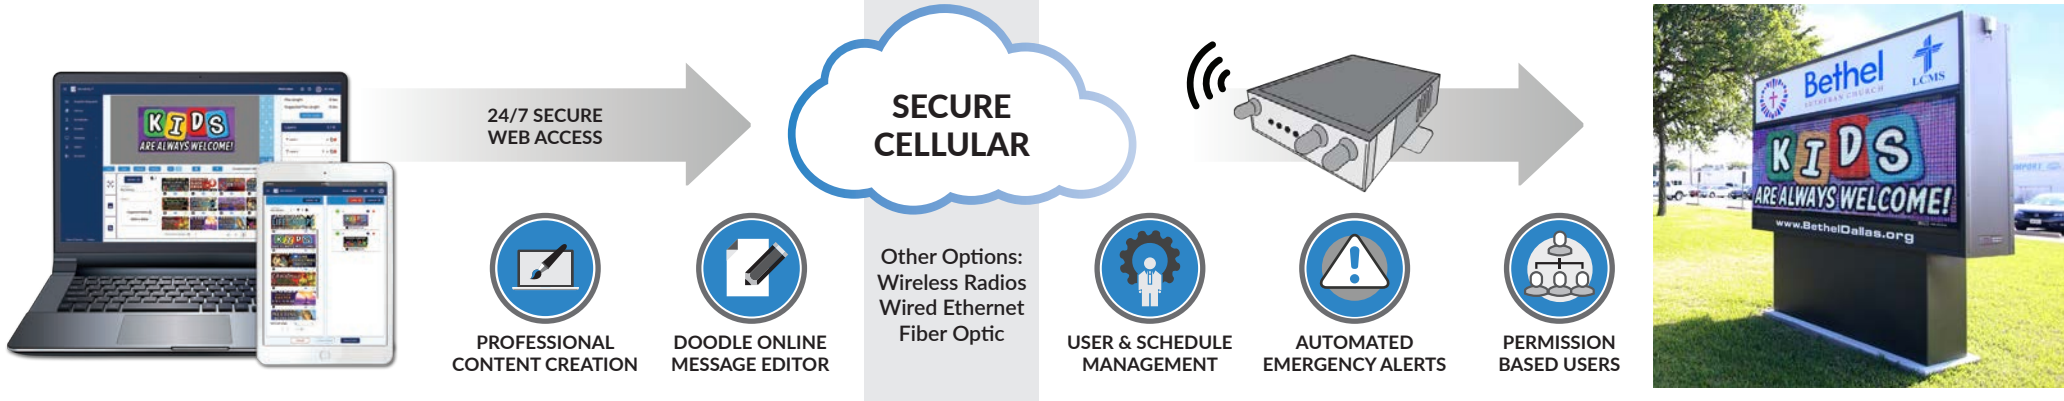 KIDS
ARE ALWAYS WELCOME!
24/7 SECURE
WEB ACCESS
SECURE
CELLULAR
Other Options:
Wireless Radios
Wired Ethernet
Fiber Optic
PROFESSIONAL
CONTENT CREATION
DOODLE ONLINE
MESSAGE EDITOR
USER & SCHEDULE
MANAGEMENT
AUTOMATED
EMERGENCY ALERTS
PERMISSION
BASED USERS
Bethel
LUTHERAN CHURCH
LCMS
KIDS
ARE ALWAYS WELCOME!
www.BethelDallas.org